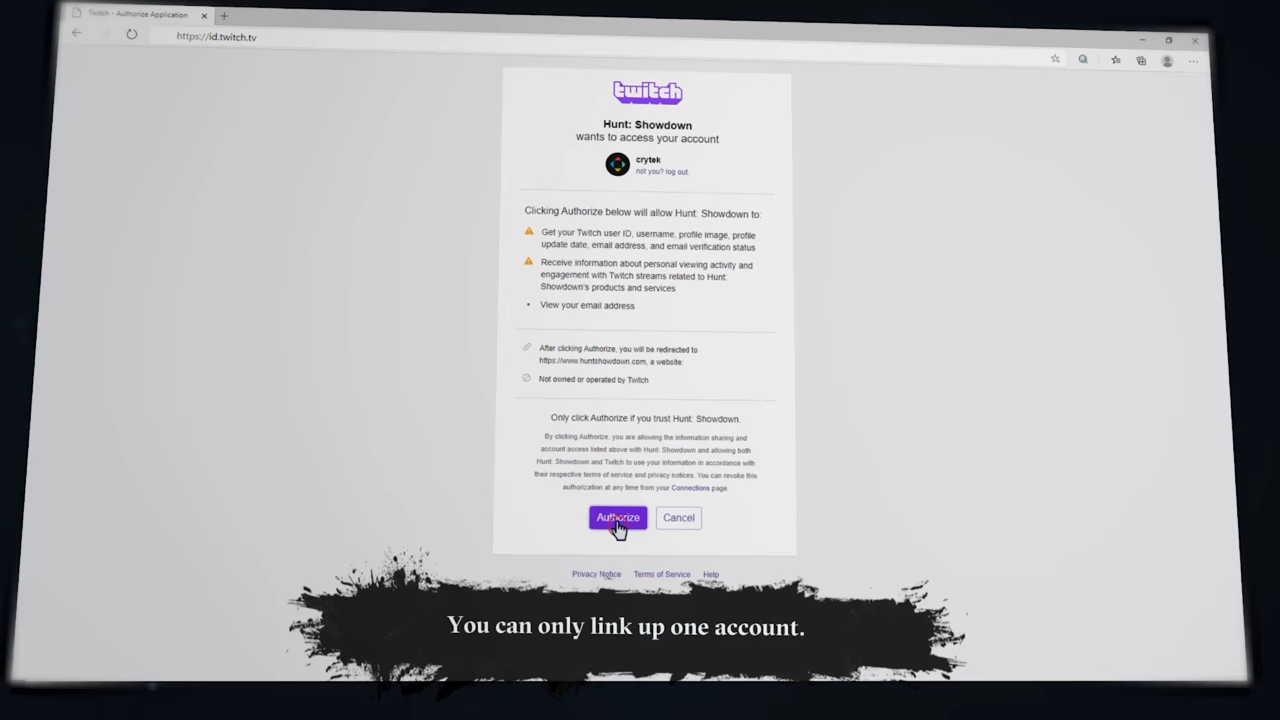 Twitch - Authorize Application
https://id.twitch.tv
twitch
Hunt: Showdown
wants to access your account
crytek
not you? log out.
Clicking Authorize below will allow Hunt: Showdown to:
Get your Twitch user ID, username, profile image, profile
update date, email address, and email verification status
Receive information about personal viewing activity and
engagement with Twitch streams related to Hunt:
Showdown's products and services
• View your email address
After clicking Authorize, you will be redirected to
https://www.huntshowdown.com, a website:
Not owned or operated by Twitch
Only click Authorize if you trust Hunt: Showdown.
By clicking Authorize, you are allowing the information sharing and
account access listed above with Hunt: Showdown and allowing both
Hunt: Showdown and Twitch to use your information in accordance with
their respective terms of service and privacy notices. You can revoke this
authorization at any time from your Connections page.
Authorize Cancel
Privacy Notice Terms of Service Help
You can only link up one account.